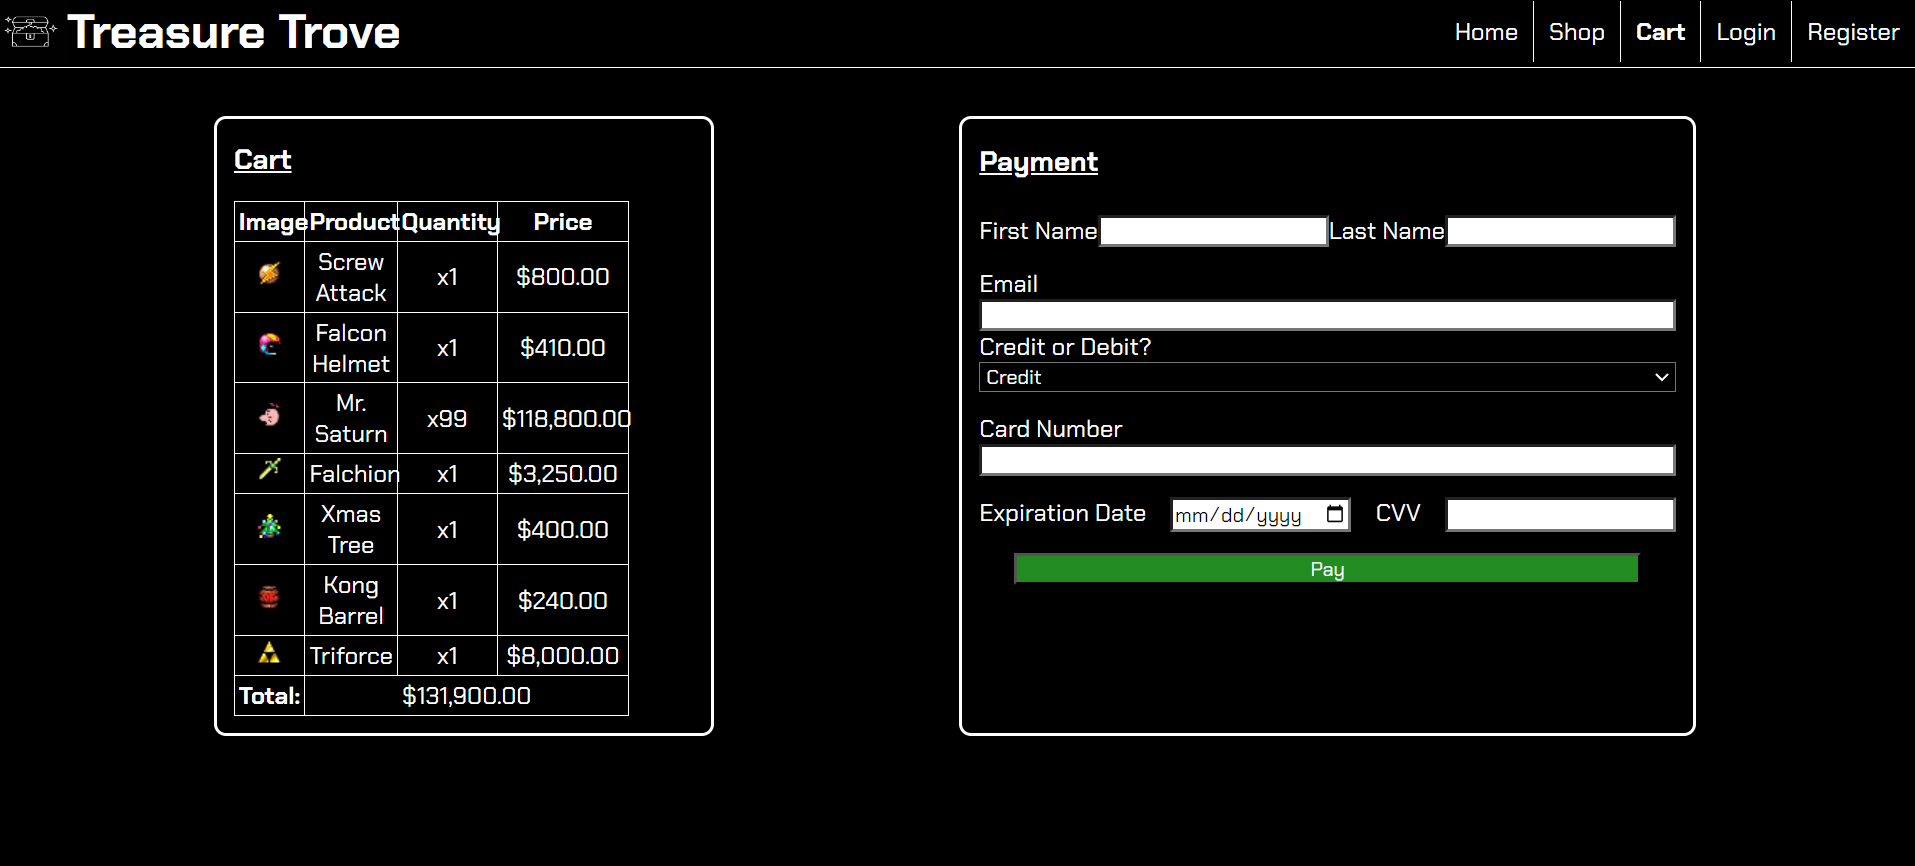 Treasure Trove
Home Shop Cart Login Register
Cart
Image Product Quantity Price
Screw
Attack
x1 $800.00
Falcon
Helmet
x1 $410.00
Mr.
Saturn
x99 $118,800.00
Falchion x1 $3,250.00
Xmas
Tree
x1 $400.00
Kong
Barrel
x1 $240.00
Triforce x1 $8,000.00
Total: $131,900.00
Payment
First Name Last Name
Email
Credit or Debit?
Credit
Card Number
Expiration Date mm/dd/yyyy CVV
Pay